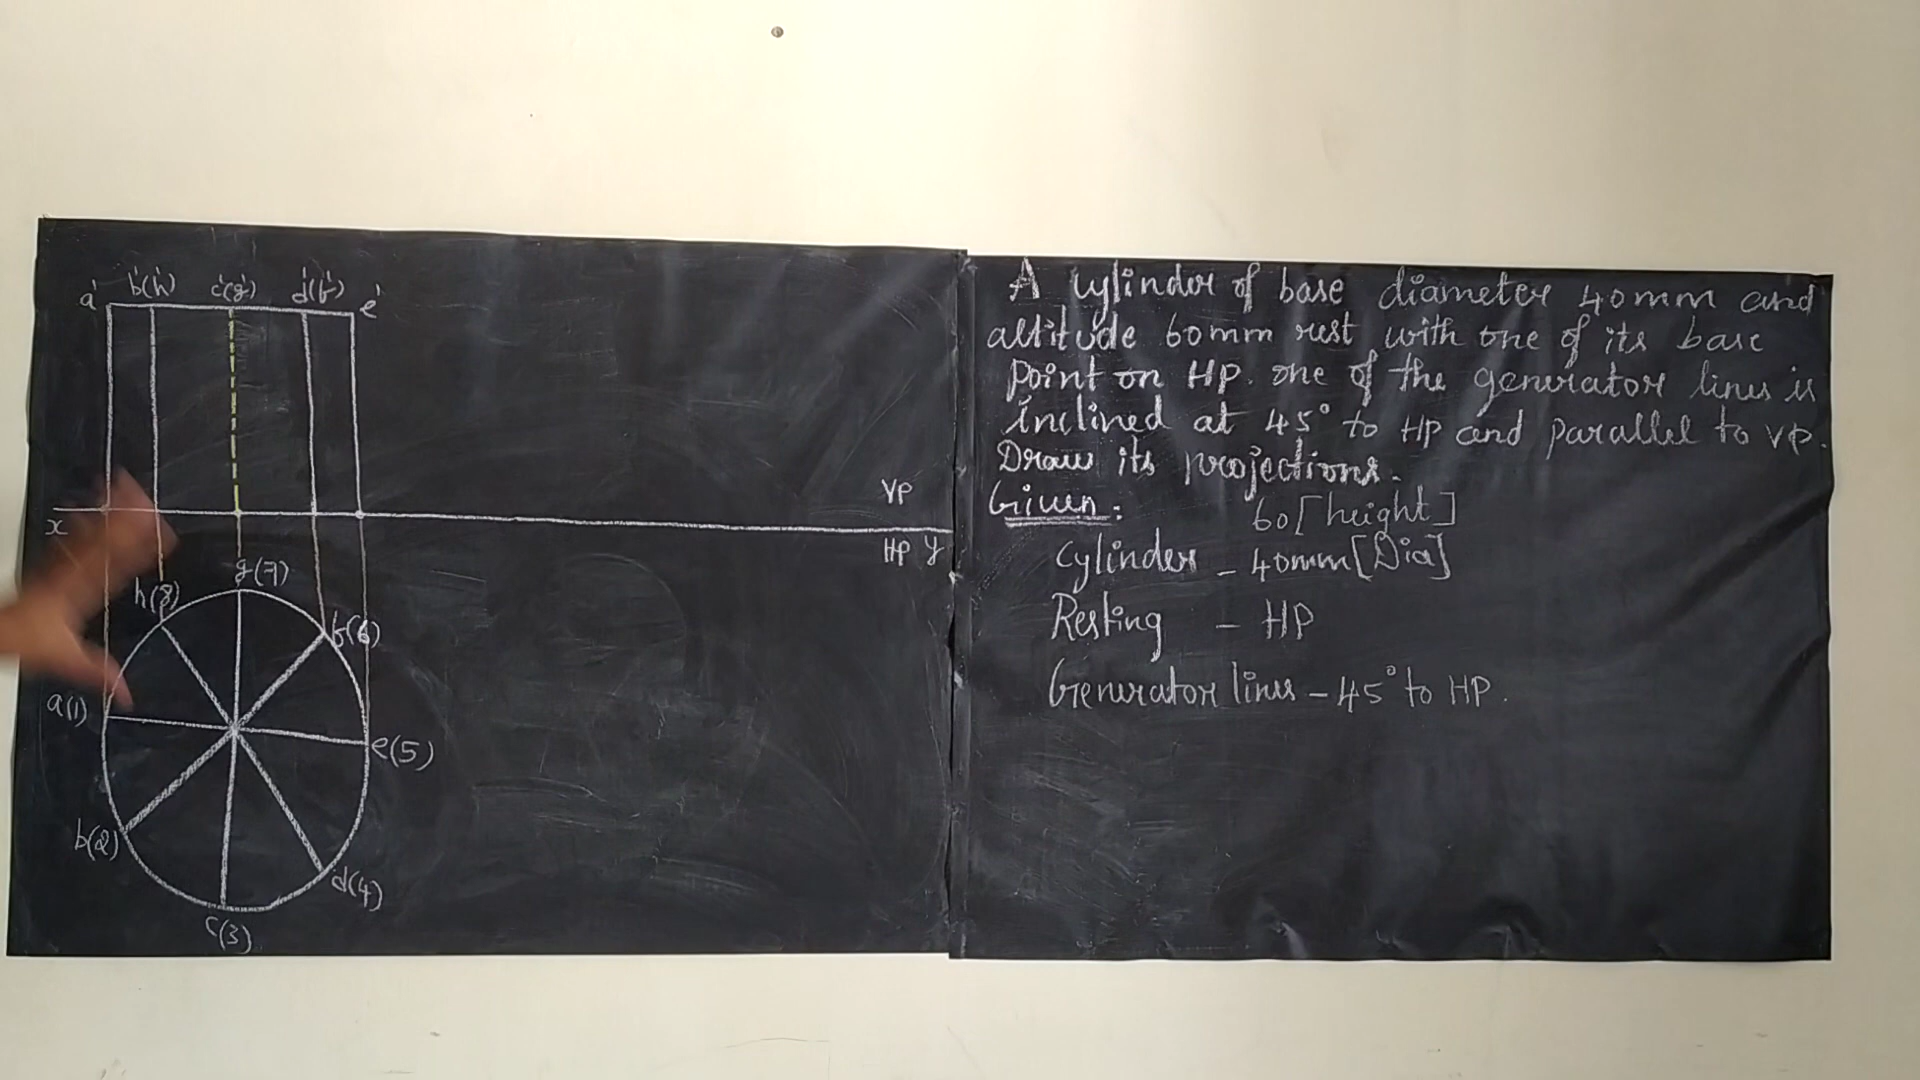 a' b'(h') c'(g') d'(f') e'
x VP
HP y
h(8) g(7) f(6)
a(1) e(5)
b(2) d(4)
c(3)
A cylinder of base diameter 40mm and
altitude 60mm rest with one of its base
point on HP. one of the generator lines is
inclined at 45° to HP and parallel to VP.
Draw its projections.
Given: 60[height]
Cylinder - 40mm[Dia]
Resting - HP
Generator lines - 45° to HP.